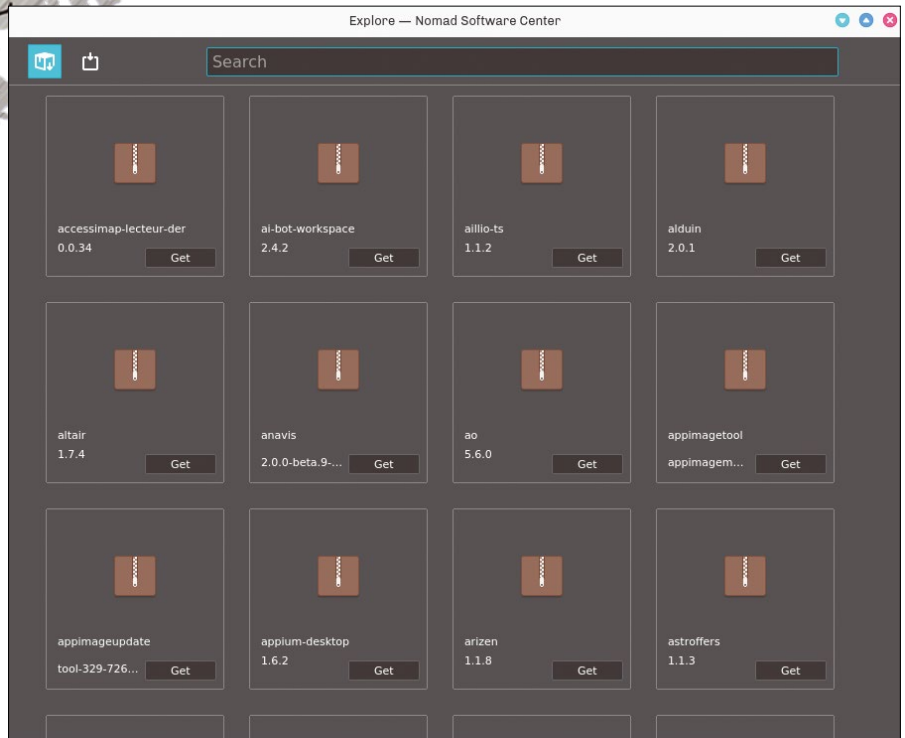 Explore — Nomad Software Center
Search
accessimap-lecteur-der
0.0.34
Get
ai-bot-workspace
2.4.2
Get
aillio-ts
1.1.2
Get
alduin
2.0.1
Get
altair
1.7.4
Get
anavis
2.0.0-beta.9-...
Get
ao
5.6.0
Get
appimagetool
appimagem...
Get
appimageupdate
tool-329-726...
Get
appium-desktop
1.6.2
Get
arizen
1.1.8
Get
astroffers
1.1.3
Get